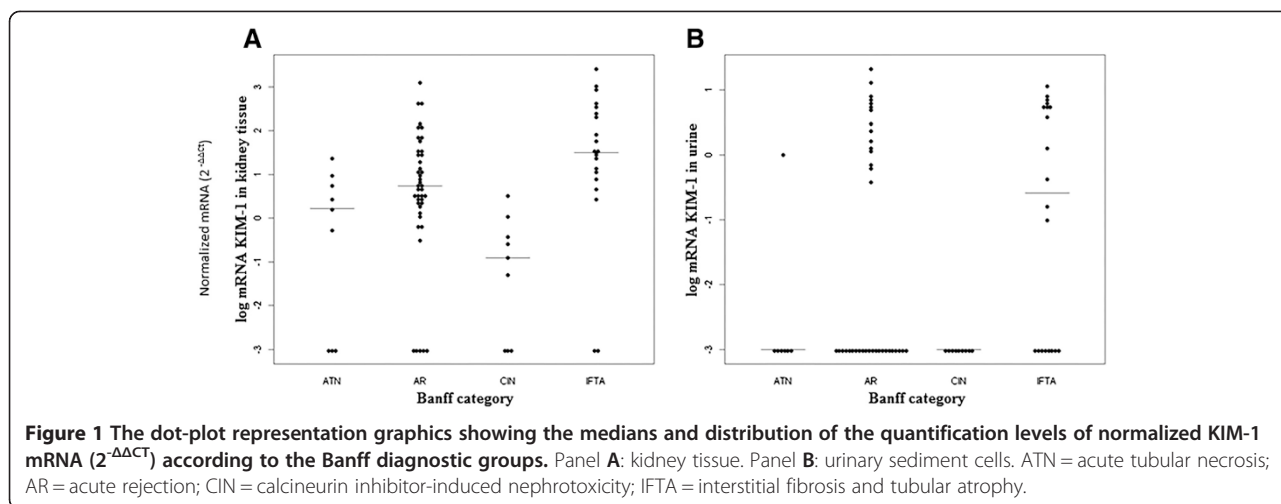 A
B
Normalized mRNA (2^-ΔΔCt)
log mRNA KIM-1 in kidney tissue
3
2
1
0
-1
-2
-3
ATN AR CIN IFTA
Banff category
log mRNA KIM-1 in urine
1
0
-1
-2
-3
ATN AR CIN IFTA
Banff category
Figure 1 The dot-plot representation graphics showing the medians and distribution of the quantification levels of normalized KIM-1
mRNA (2^-ΔΔCT) according to the Banff diagnostic groups. Panel A: kidney tissue. Panel B: urinary sediment cells. ATN = acute tubular necrosis;
AR = acute rejection; CIN = calcineurin inhibitor-induced nephrotoxicity; IFTA = interstitial fibrosis and tubular atrophy.